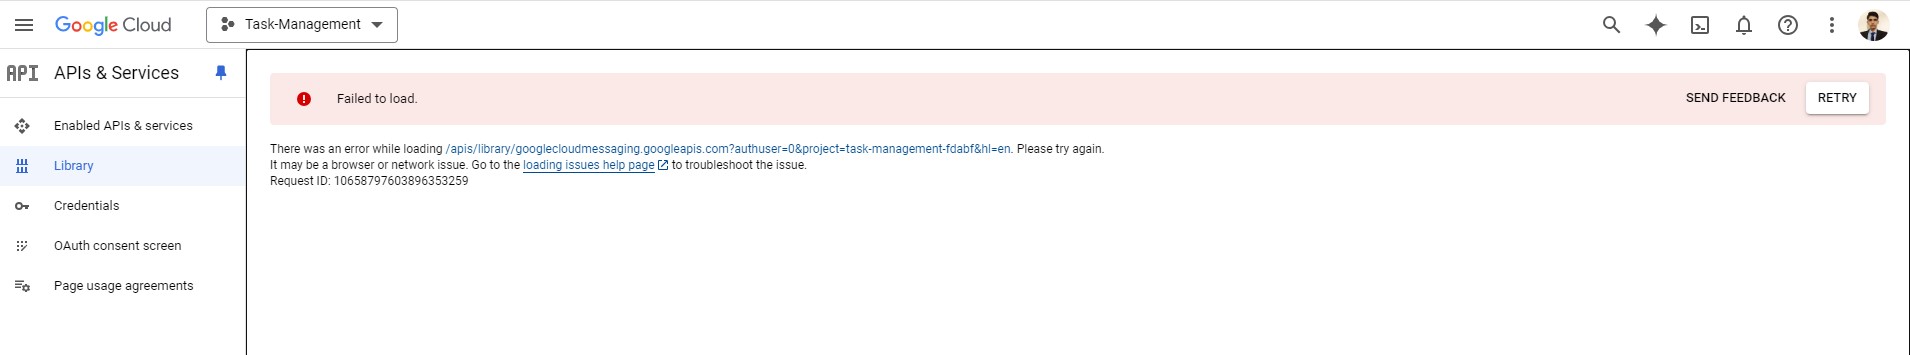 Google Cloud
Task-Management
API APIs & Services
Enabled APIs & services
Library
Credentials
OAuth consent screen
Page usage agreements
Failed to load.
SEND FEEDBACK
RETRY
There was an error while loading /apis/library/googlecloudmessaging.googleapis.com?authuser=0&project=task-management-fdabf&hl=en. Please try again.
It may be a browser or network issue. Go to the loading issues help page to troubleshoot the issue.
Request ID: 10658797603896353259